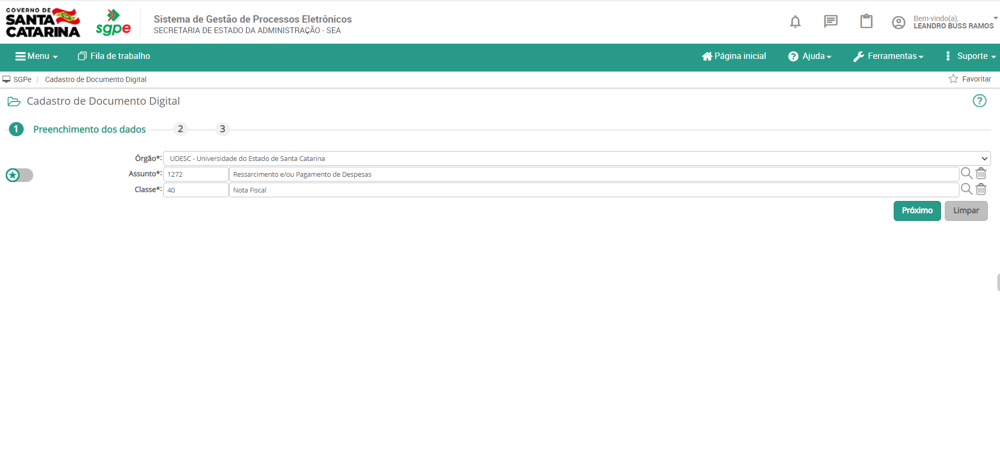 GOVERNO DE
SANTA
CATARINA
sgpe
Sistema de Gestão de Processos Eletrônicos
SECRETARIA DE ESTADO DA ADMINISTRAÇÃO - SEA
Bem-vindo(a),
LEANDRO BUSS RAMOS
Menu
Fila de trabalho
Página inicial
? Ajuda
Ferramentas
Suporte
SGPe | Cadastro de Documento Digital
Favoritar
Cadastro de Documento Digital
?
1 Preenchimento dos dados 2 3
Órgão*: UDESC - Universidade do Estado de Santa Catarina
Assunto*: 1272 Ressarcimento e/ou Pagamento de Despesas
Classe*: 40 Nota Fiscal
Próximo Limpar